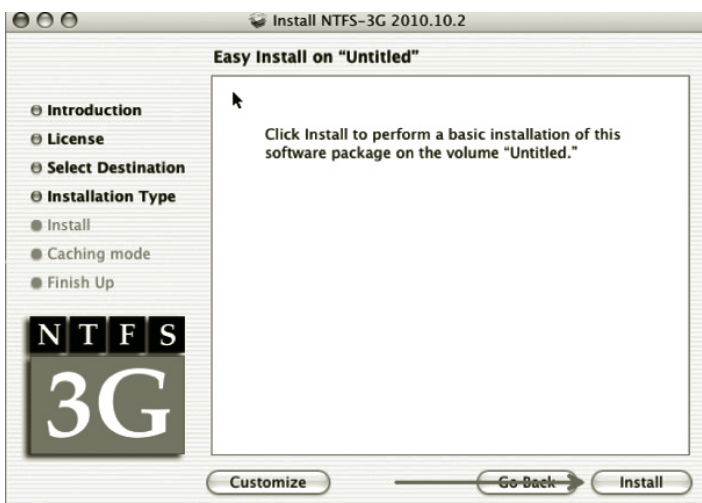 Install NTFS-3G 2010.10.2
Easy Install on “Untitled”
Introduction
License
Select Destination
Installation Type
Install
Caching mode
Finish Up
NTFS
3G
Click Install to perform a basic installation of this
software package on the volume “Untitled.”
Customize
Go Back
Install